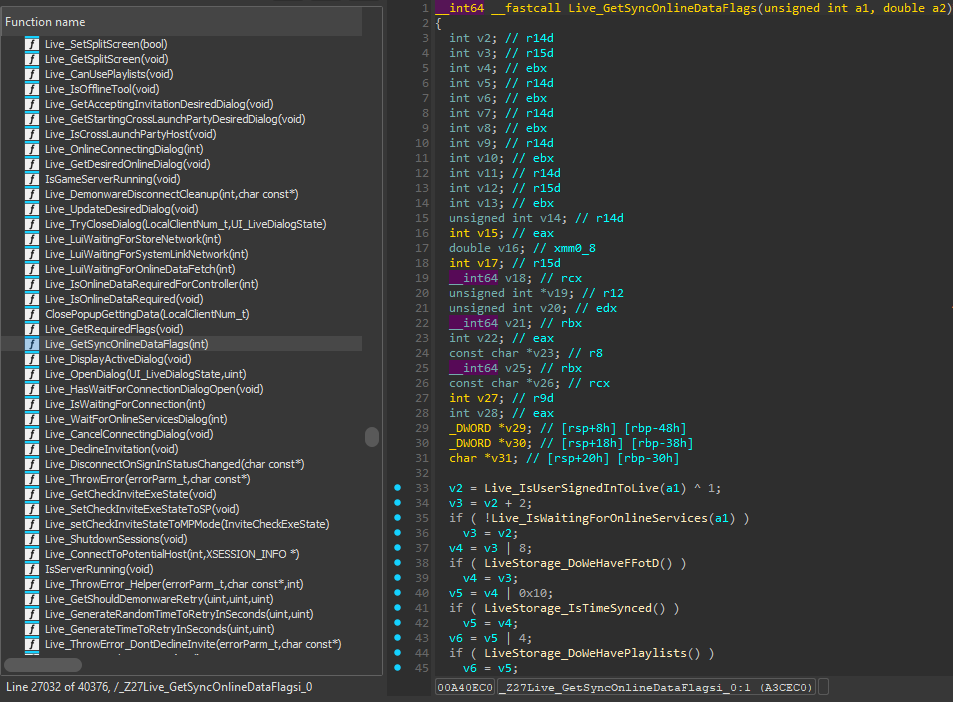 Function name
Live_SetSplitScreen(bool)
Live_GetSplitScreen(void)
Live_CanUsePlaylists(void)
Live_IsOfflineTool(void)
Live_GetAcceptingInvitationDesiredDialog(void)
Live_GetStartingCrossLaunchPartyDesiredDialog(void)
Live_IsCrossLaunchPartyHost(void)
Live_OnlineConnectingDialog(int)
Live_GetDesiredOnlineDialog(void)
IsGameServerRunning(void)
Live_DemonwareDisconnectCleanup(int,char const*)
Live_UpdateDesiredDialog(void)
Live_TryCloseDialog(LocalClientNum_t,UI_LiveDialogState)
Live_LuiWaitingForStoreNetwork(int)
Live_LuiWaitingForSystemLinkNetwork(int)
Live_LuiWaitingForOnlineDataFetch(int)
Live_IsOnlineDataRequiredForController(int)
Live_IsOnlineDataRequired(void)
ClosePopupGettingData(LocalClientNum_t)
Live_GetRequiredFlags(void)
Live_GetSyncOnlineDataFlags(int)
Live_DisplayActiveDialog(void)
Live_OpenDialog(UI_LiveDialogState,uint)
Live_HasWaitForConnectionDialogOpen(void)
Live_IsWaitingForConnection(int)
Live_WaitForOnlineServicesDialog(int)
Live_CancelConnectingDialog(void)
Live_DeclineInvitation(void)
Live_DisconnectOnSignInStatusChanged(char const*)
Live_ThrowError(errorParm_t,char const*)
Live_GetCheckInviteExeState(void)
Live_SetCheckInviteExeStateToSP(void)
Live_setCheckInviteStateToMPMode(InviteCheckExeState)
Live_ShutdownSessions(void)
Live_ConnectToPotentialHost(int,XSESSION_INFO *)
IsServerRunning(void)
Live_ThrowError_Helper(errorParm_t,char const*,int)
Live_GetShouldDemonwareRetry(uint,uint,uint)
Live_GenerateRandomTimeToRetryInSeconds(uint,uint)
Live_GenerateTimeToRetryInSeconds(uint,uint)
Live_ThrowError_DontDeclineInvite(errorParm_t,char const*)
Line 27032 of 40376, /_Z27Live_GetSyncOnlineDataFlagsi_0
1 __int64 __fastcall Live_GetSyncOnlineDataFlags(unsigned int a1, double a2)
2 {
3 int v2; // r14d
4 int v3; // r15d
5 int v4; // ebx
6 int v5; // r14d
7 int v6; // ebx
8 int v7; // r14d
9 int v8; // ebx
10 int v9; // r14d
11 int v10; // ebx
12 int v11; // r14d
13 int v12; // r15d
14 int v13; // ebx
15 unsigned int v14; // r14d
16 int v15; // eax
17 double v16; // xmm0_8
18 int v17; // r15d
19 __int64 v18; // rcx
20 unsigned int *v19; // r12
21 unsigned int v20; // edx
22 __int64 v21; // rbx
23 int v22; // eax
24 const char *v23; // r8
25 __int64 v25; // rbx
26 const char *v26; // rcx
27 int v27; // r9d
28 int v28; // eax
29 _DWORD *v29; // [rsp+8h] [rbp-48h]
30 _DWORD *v30; // [rsp+18h] [rbp-38h]
31 char *v31; // [rsp+20h] [rbp-30h]
32
33 v2 = Live_IsUserSignedInToLive(a1) ^ 1;
34 v3 = v2 + 2;
35 if ( !Live_IsWaitingForOnlineServices(a1) )
36 v3 = v2;
37 v4 = v3 | 8;
38 if ( LiveStorage_DoWeHaveFFotD() )
39 v4 = v3;
40 v5 = v4 | 0x10;
41 if ( LiveStorage_IsTimeSynced() )
42 v5 = v4;
43 v6 = v5 | 4;
44 if ( LiveStorage_DoWeHavePlaylists() )
45 v6 = v5;
00A40EC0 _Z27Live_GetSyncOnlineDataFlagsi_0:1 (A3CEC0)